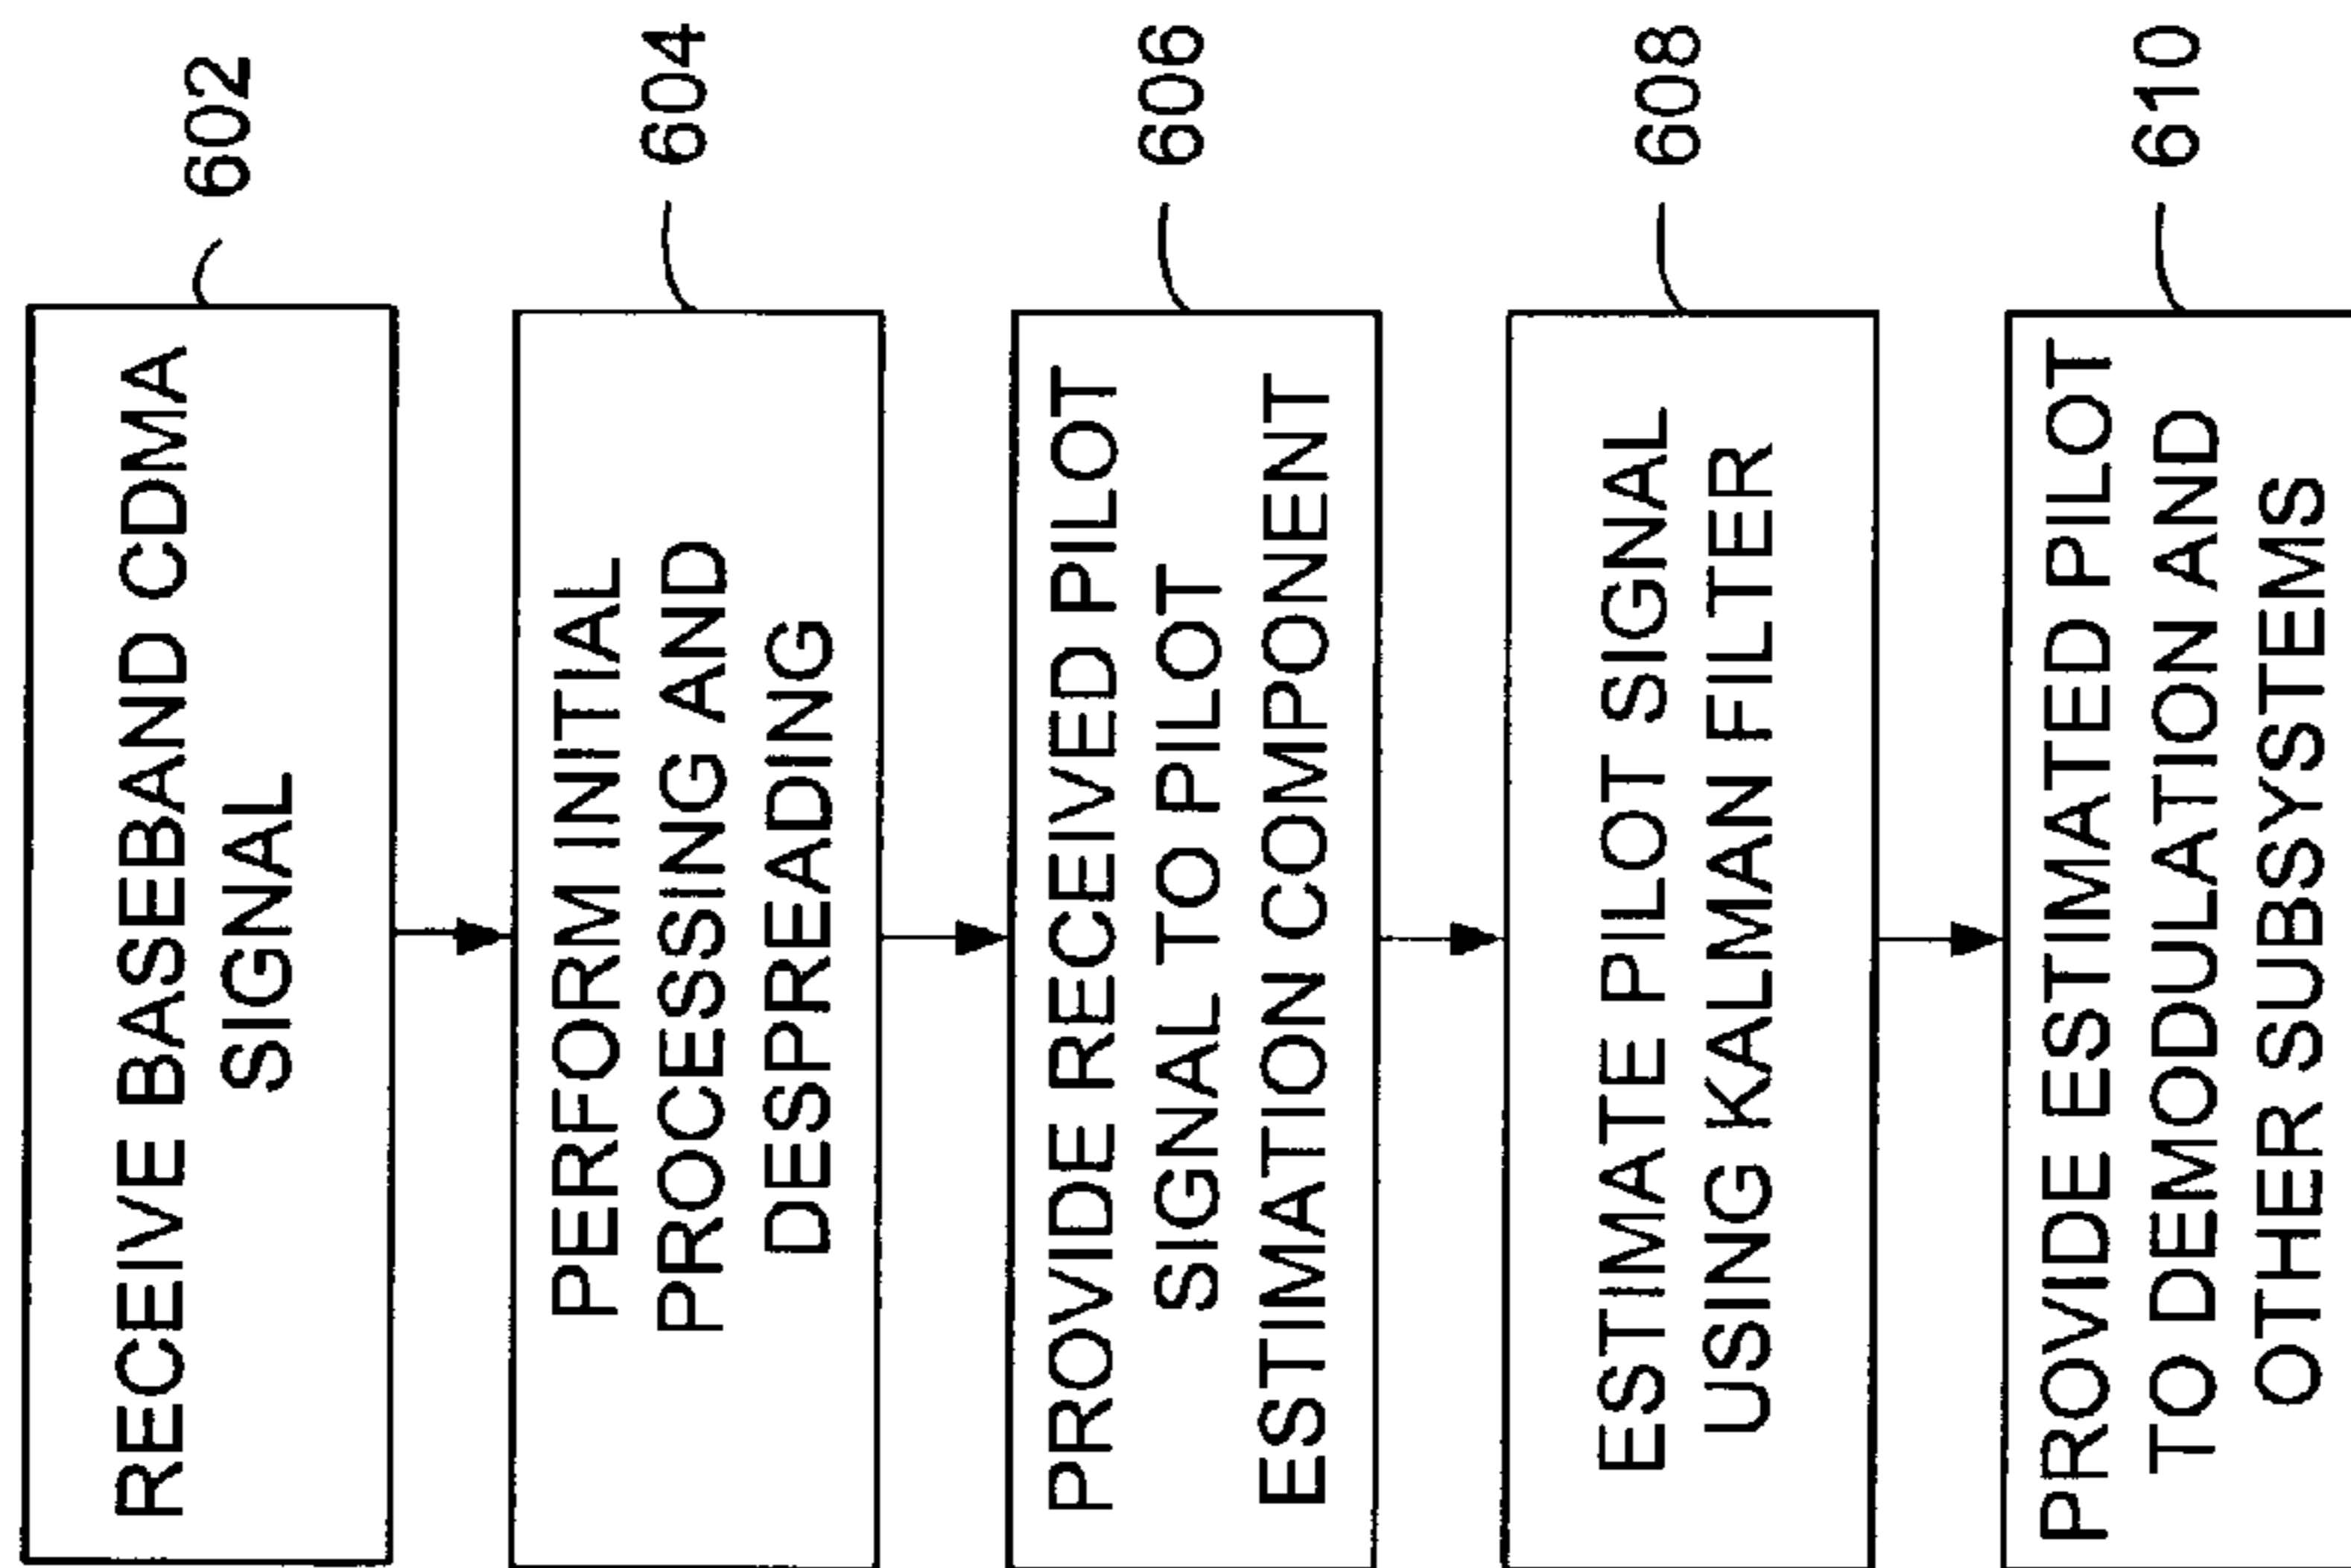 RECEIVE BASEBAND CDMA
SIGNAL
602
PERFORM INITIAL
PROCESSING AND
DESPREADING
604
PROVIDE RECEIVED PILOT
SIGNAL TO PILOT
ESTIMATION COMPONENT
606
ESTIMATE PILOT SIGNAL
USING KALMAN FILTER
608
PROVIDE ESTIMATED PILOT
TO DEMODULATION AND
OTHER SUBSYSTEMS
610